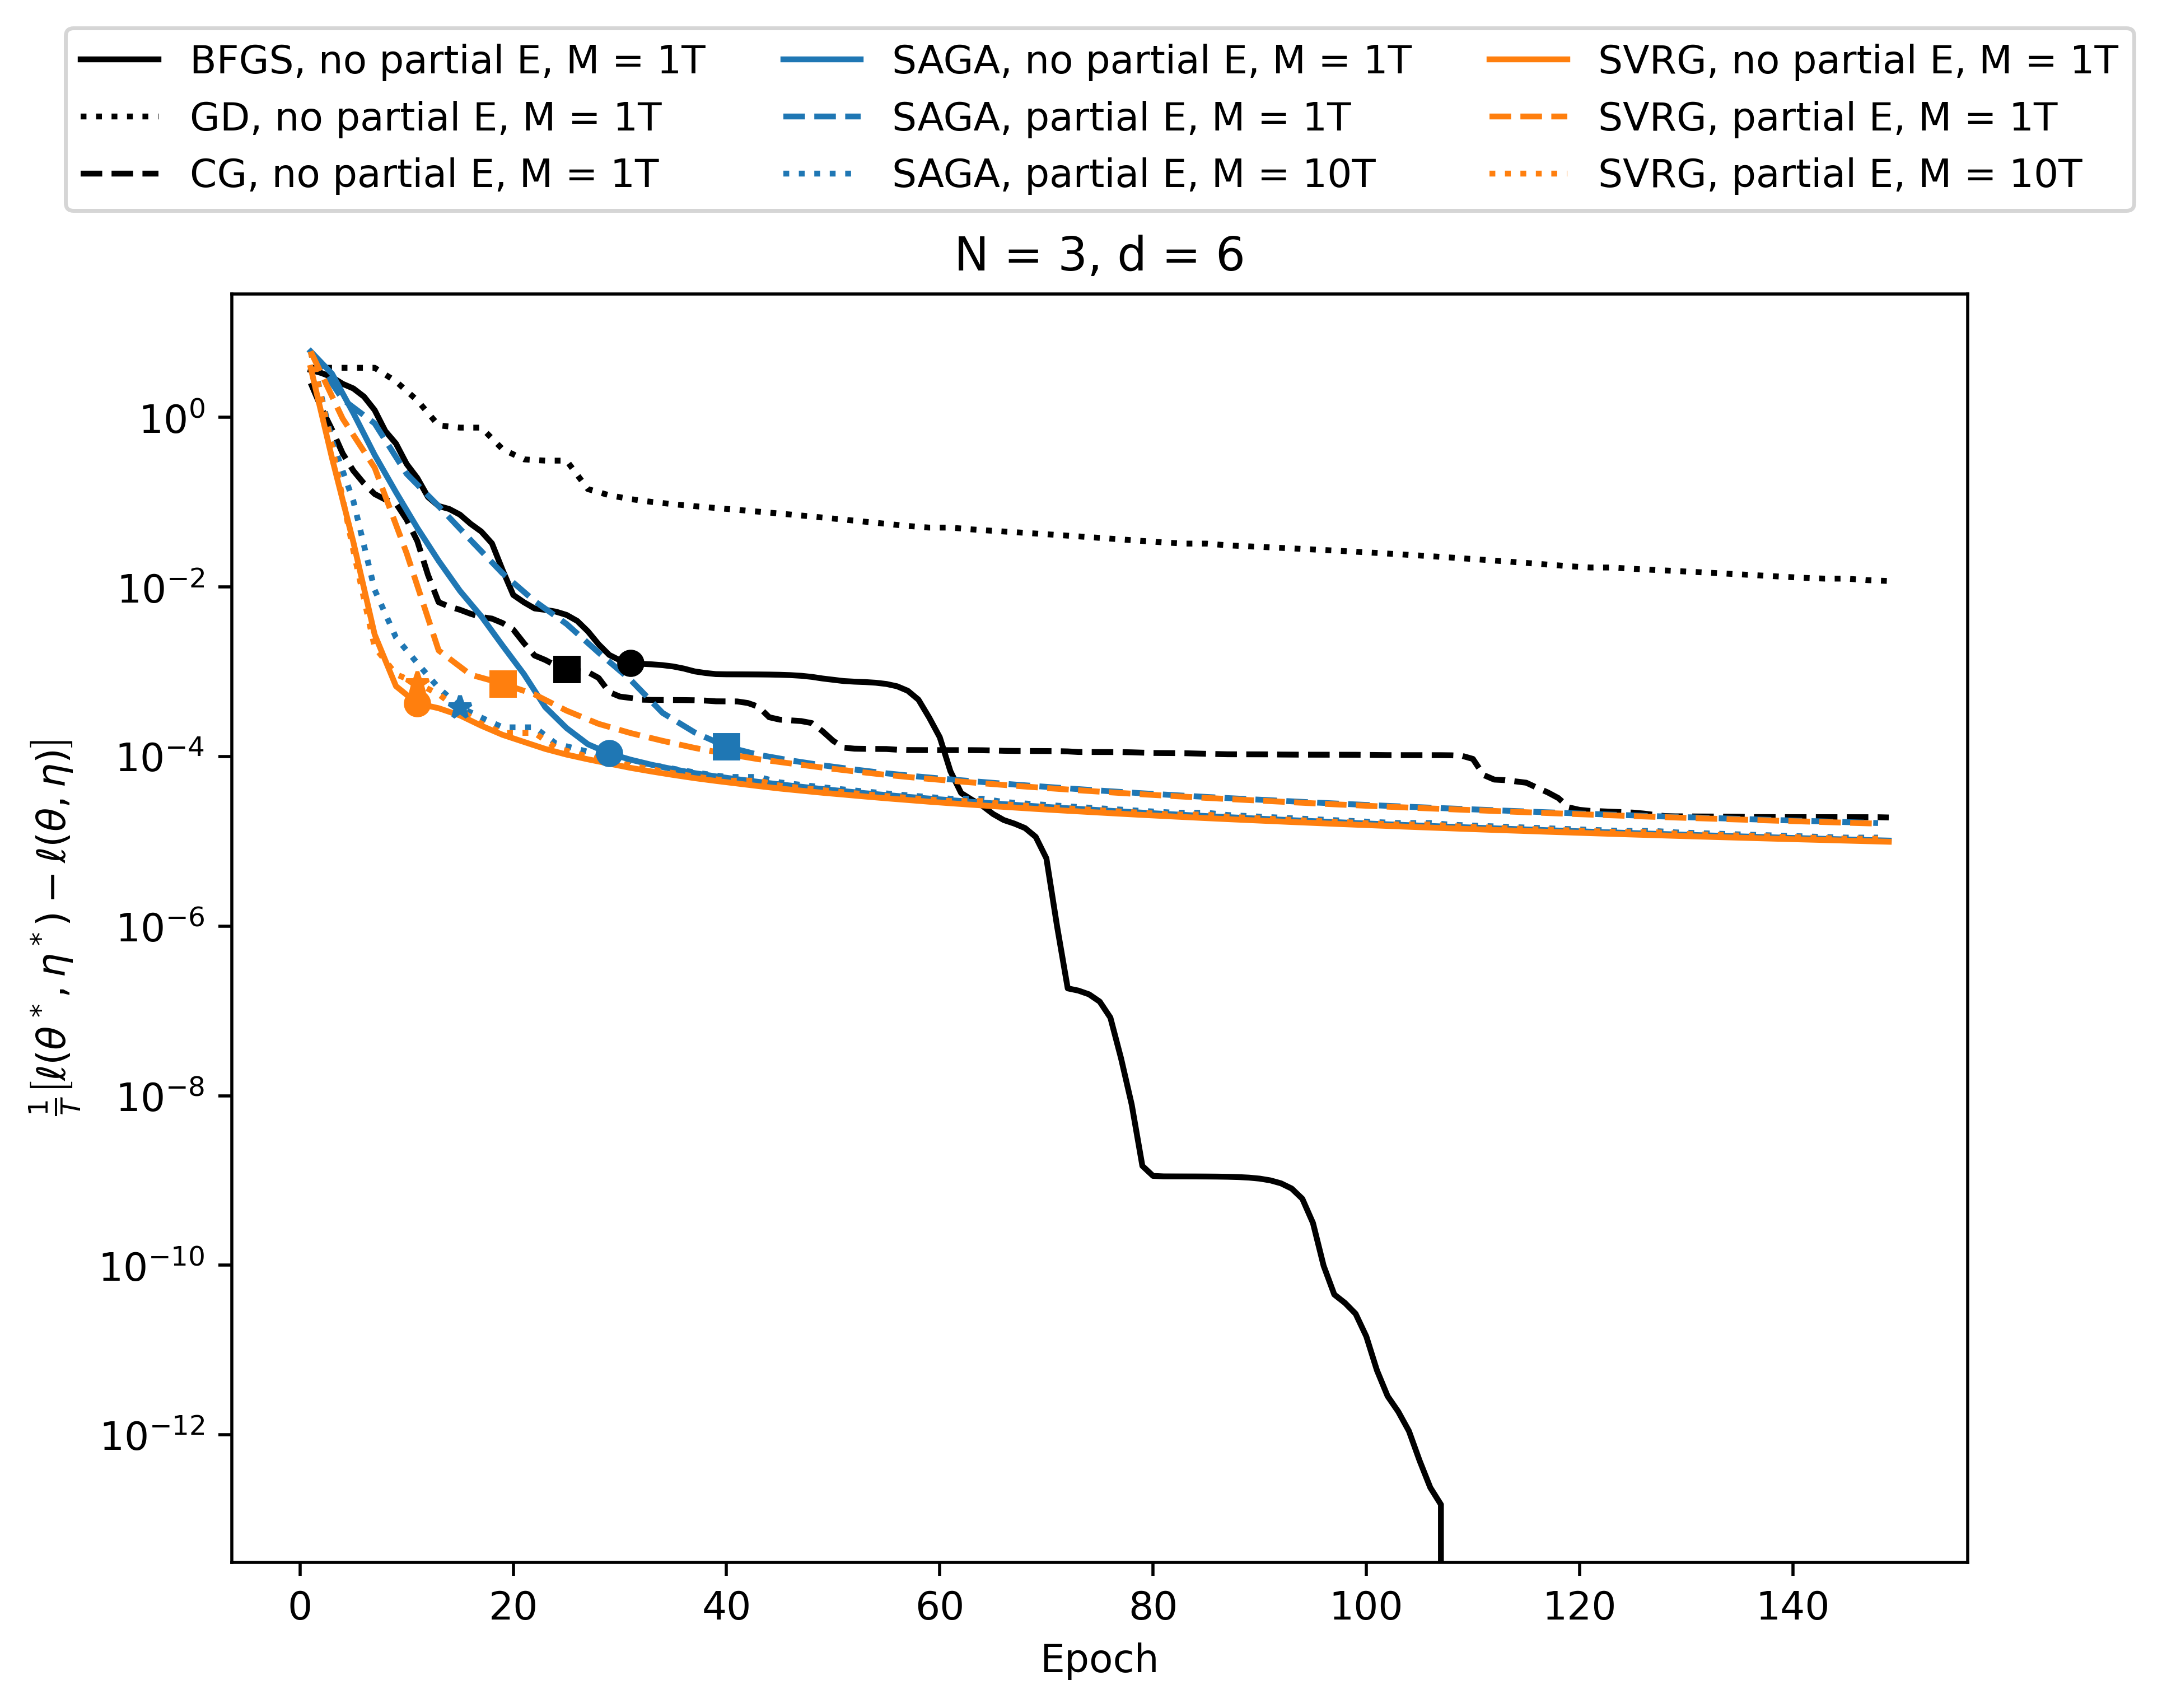 BFGS, no partial E, M = 1T
GD, no partial E, M = 1T
CG, no partial E, M = 1T
SAGA, no partial E, M = 1T
SAGA, partial E, M = 1T
SAGA, partial E, M = 10T
SVRG, no partial E, M = 1T
SVRG, partial E, M = 1T
SVRG, partial E, M = 10T
N = 3, d = 6
10⁰
10⁻²
10⁻⁴
10⁻⁶
10⁻⁸
10⁻¹⁰
10⁻¹²
1/T [ℓ(θ*, η*) − ℓ(θ, η)]
0 20 40 60 80 100 120 140
Epoch